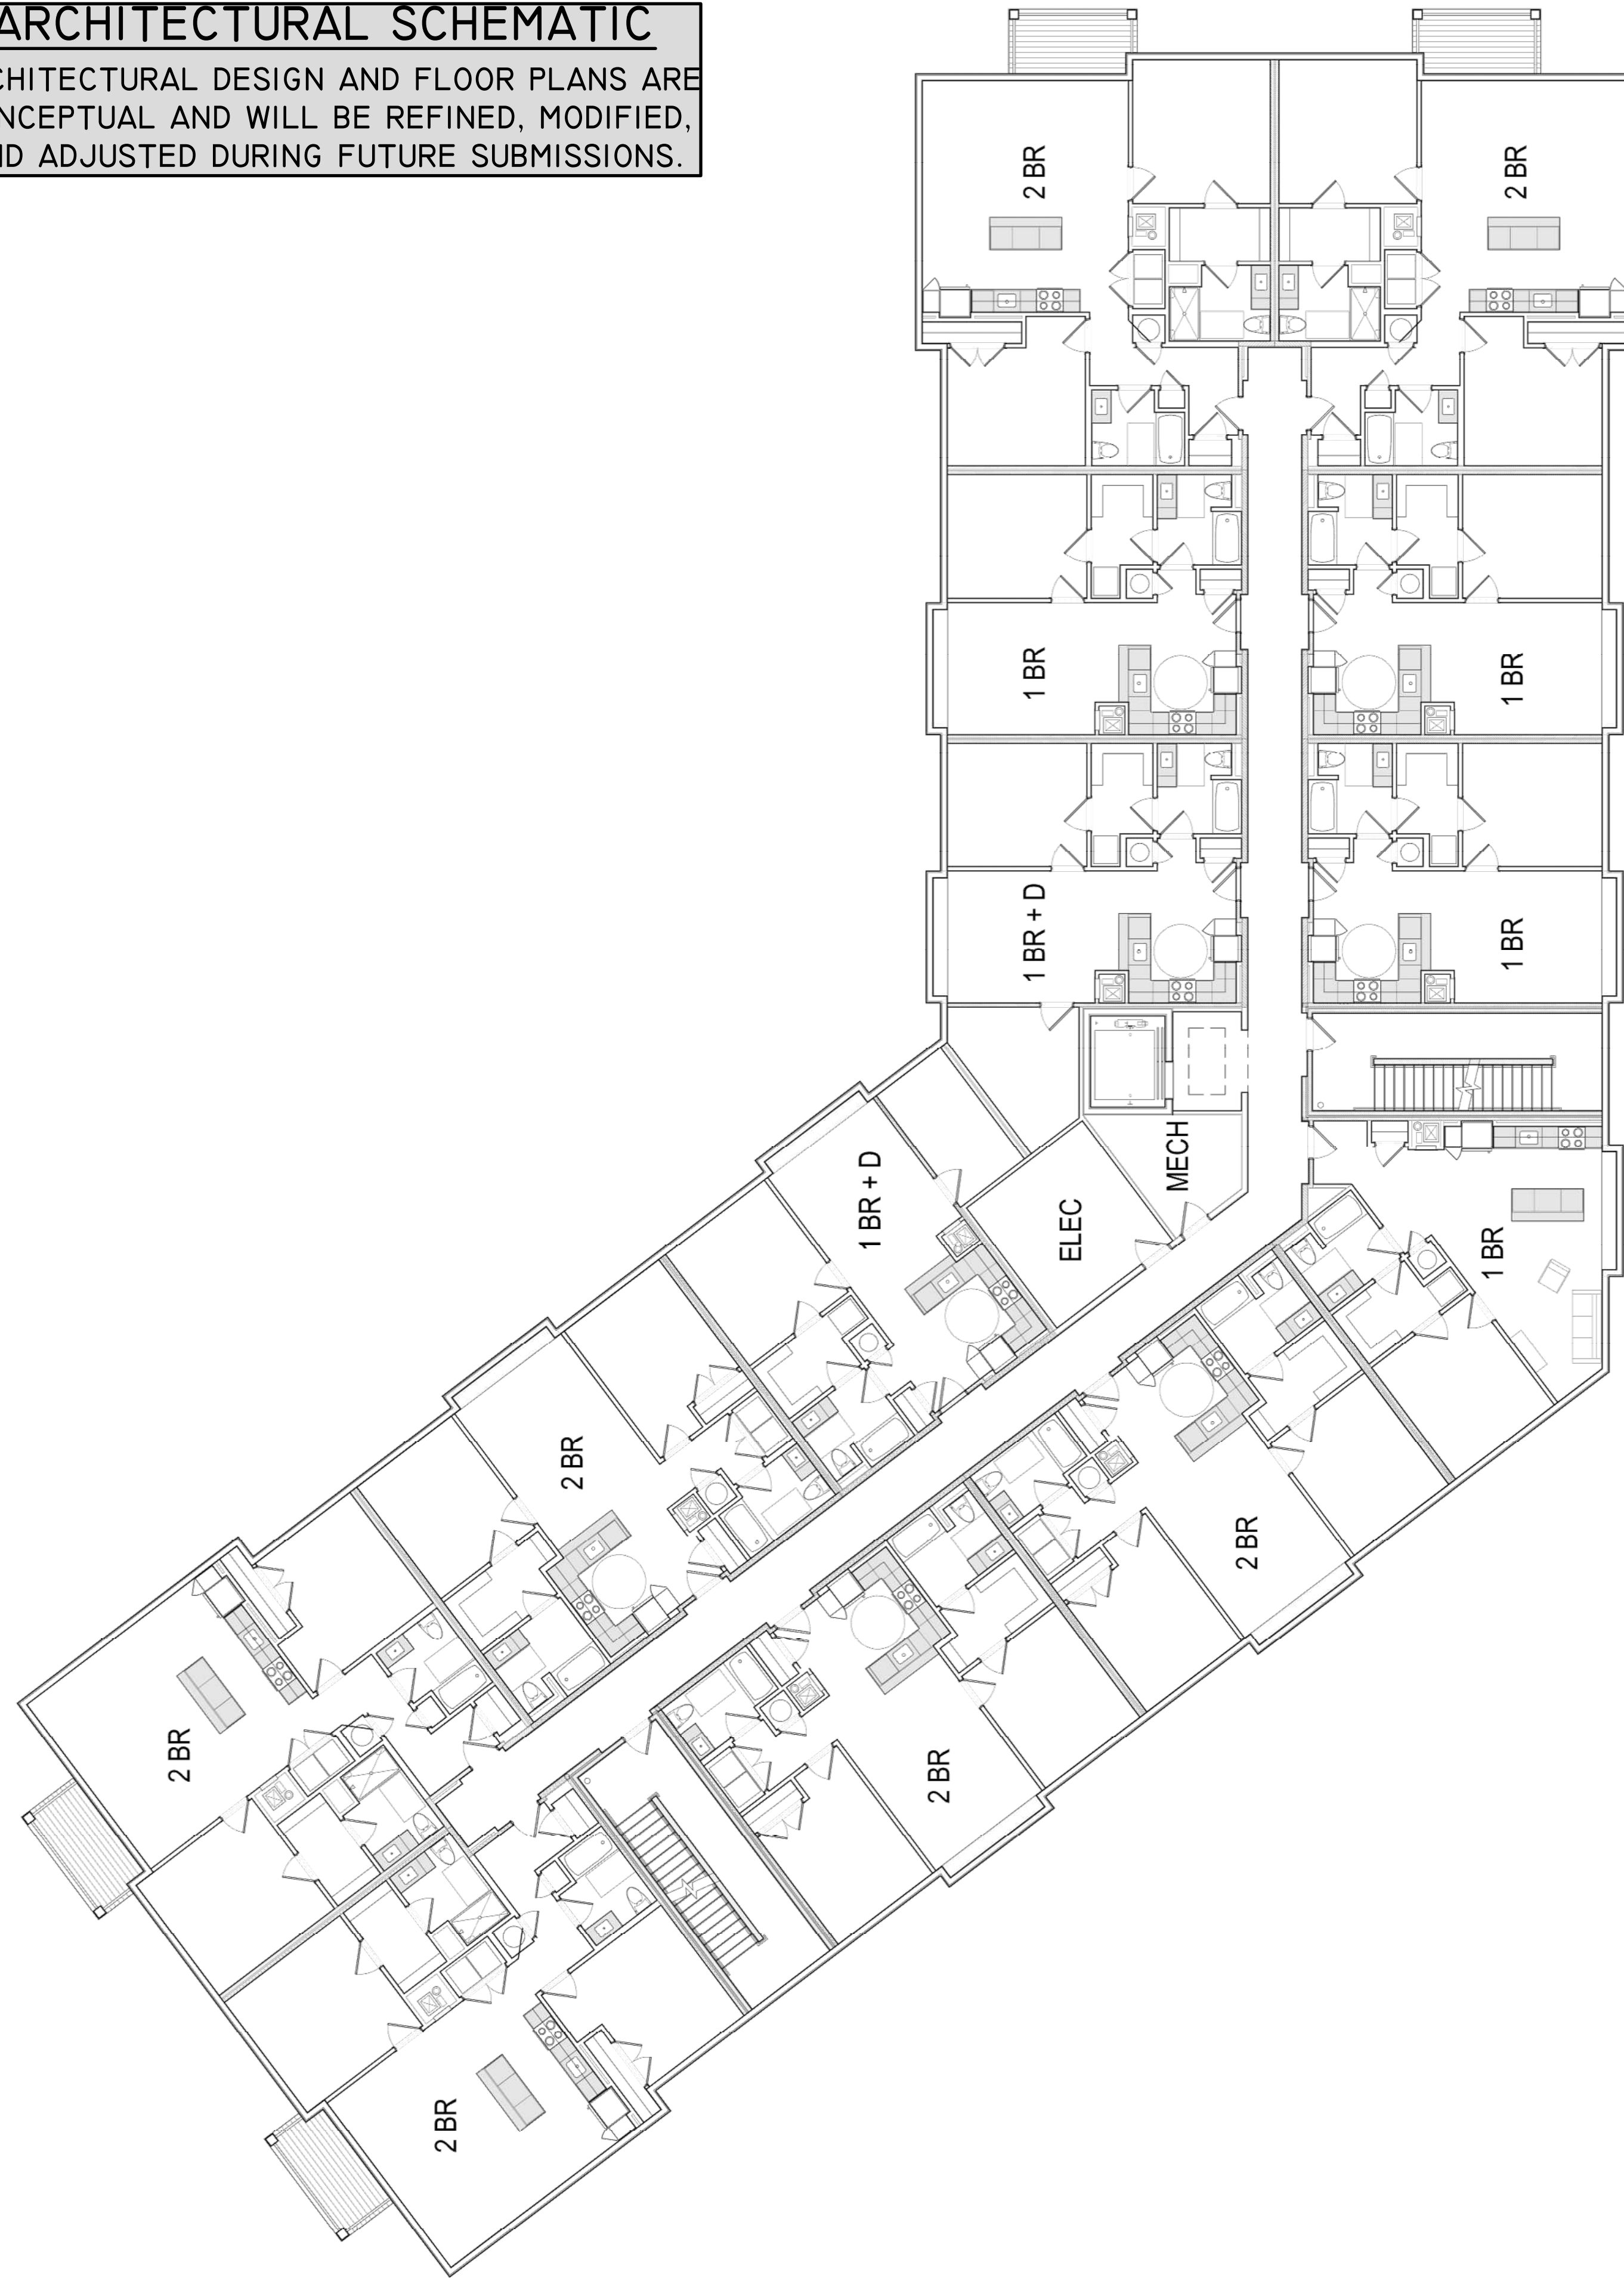 ARCHITECTURAL SCHEMATIC
CHITECTURAL DESIGN AND FLOOR PLANS ARE
NCEPTUAL AND WILL BE REFINED, MODIFIED,
ND ADJUSTED DURING FUTURE SUBMISSIONS.
2 BR
2 BR
1 BR
1 BR
1 BR + D
1 BR
MECH
1 BR + D
ELEC
1 BR
2 BR
2 BR
2 BR
2 BR
2 BR